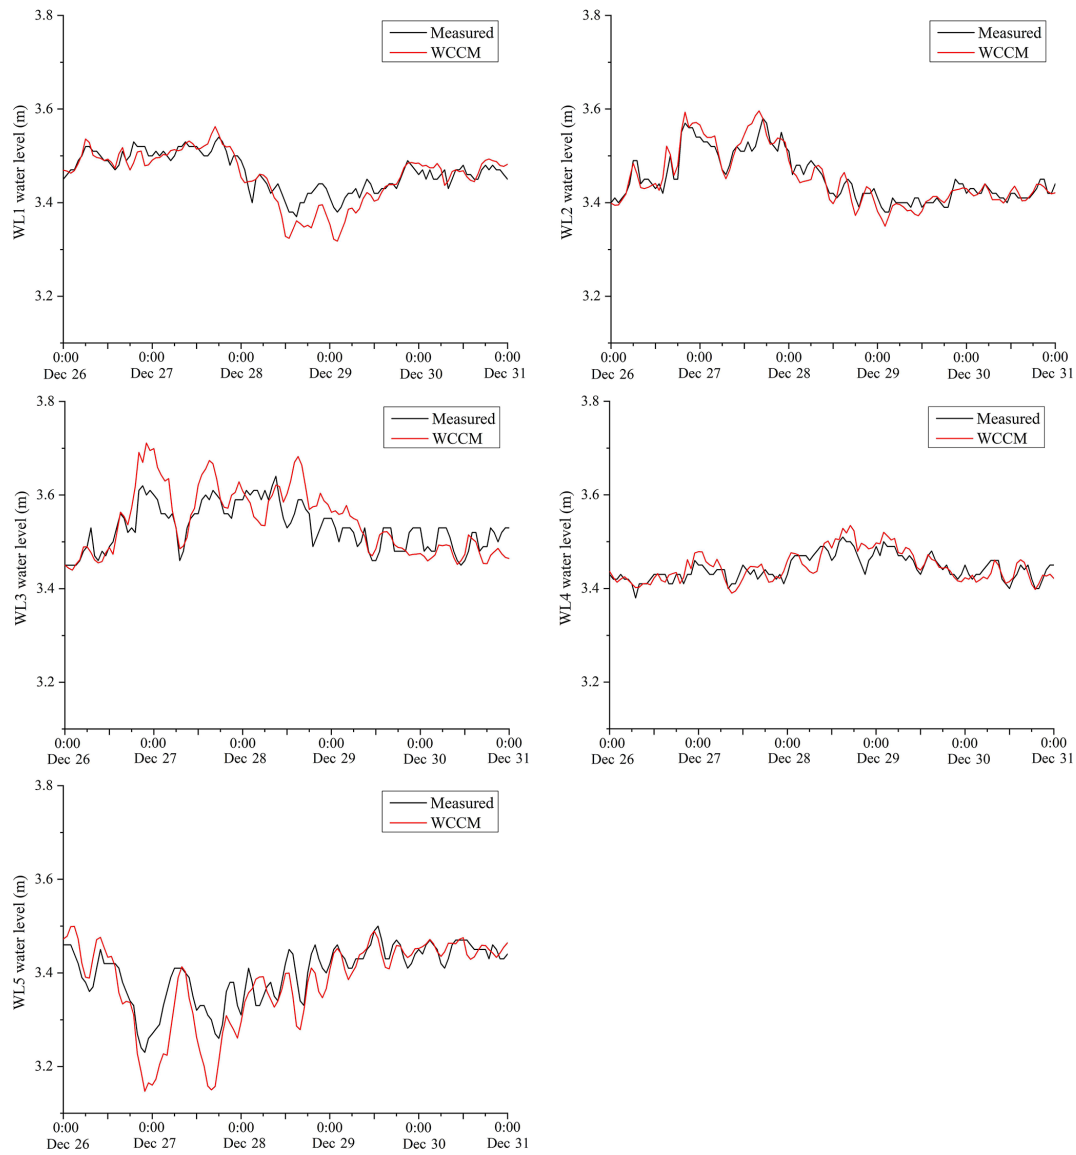 WL1 water level (m)
3.8
3.6
3.4
3.2
Measured
WCCM
0:00 0:00 0:00 0:00 0:00 0:00
Dec 26 Dec 27 Dec 28 Dec 29 Dec 30 Dec 31
WL2 water level (m)
3.8
3.6
3.4
3.2
Measured
WCCM
0:00 0:00 0:00 0:00 0:00 0:00
Dec 26 Dec 27 Dec 28 Dec 29 Dec 30 Dec 31
WL3 water level (m)
3.8
3.6
3.4
3.2
Measured
WCCM
0:00 0:00 0:00 0:00 0:00 0:00
Dec 26 Dec 27 Dec 28 Dec 29 Dec 30 Dec 31
WL4 water level (m)
3.8
3.6
3.4
3.2
Measured
WCCM
0:00 0:00 0:00 0:00 0:00 0:00
Dec 26 Dec 27 Dec 28 Dec 29 Dec 30 Dec 31
WL5 water level (m)
3.8
3.6
3.4
3.2
Measured
WCCM
0:00 0:00 0:00 0:00 0:00 0:00
Dec 26 Dec 27 Dec 28 Dec 29 Dec 30 Dec 31